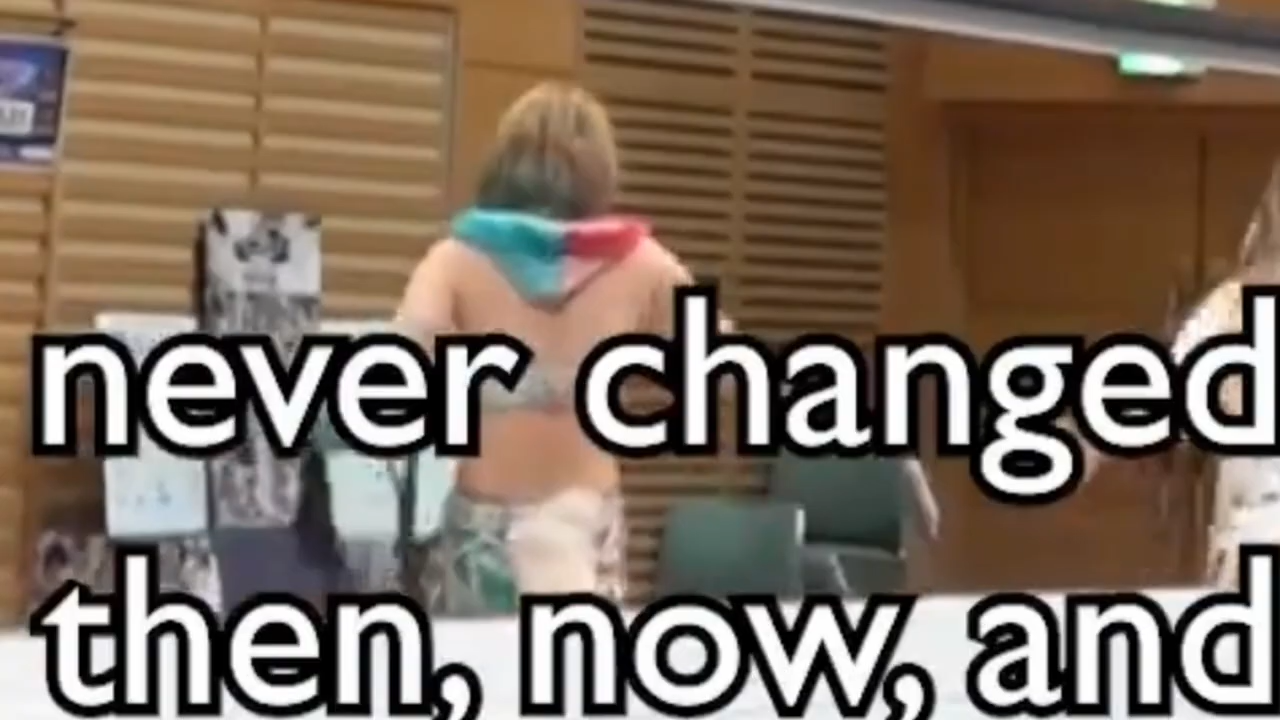 never changed
then, now, and